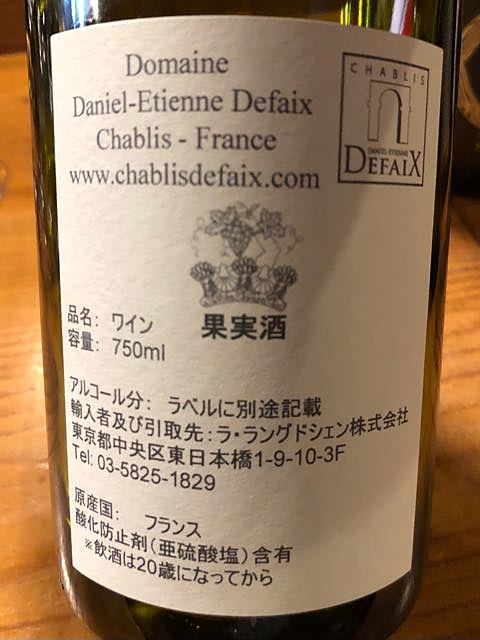 Domaine
Daniel-Etienne Defaix
Chablis - France
www.chablisdefaix.com
CHABLIS
DANIEL-ETIENNE
DEFAIX
果実酒
品名: ワイン
容量: 750ml
アルコール分: ラベルに別途記載
輸入者及び引取先:ラ・ラングドシェン株式会社
東京都中央区東日本橋1-9-10-3F
Tel: 03-5825-1829
原産国: フランス
酸化防止剤(亜硫酸塩)含有
※飲酒は20歳になってから